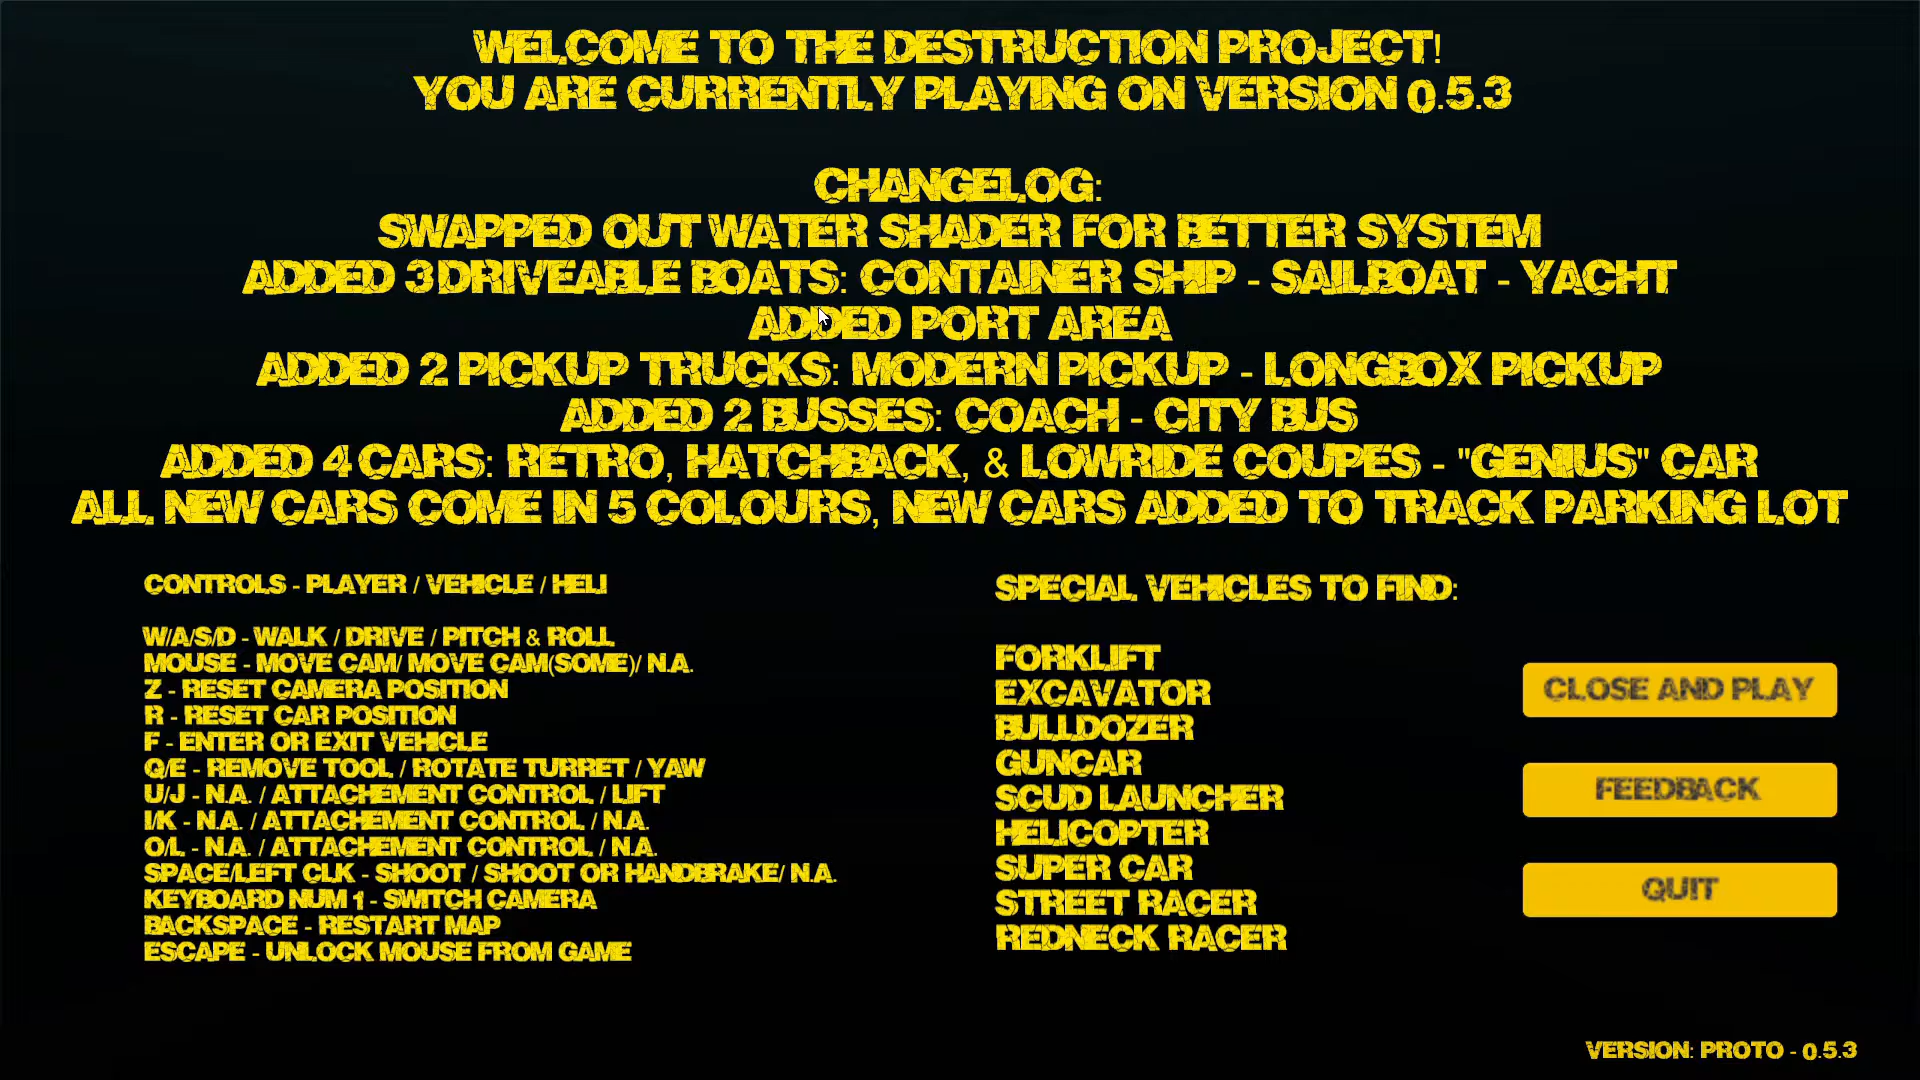 WELCOME TO THE DESTRUCTION PROJECT!
YOU ARE CURRENTLY PLAYING ON VERSION 0.5.3
CHANGELOG:
SWAPPED OUT WATER SHADER FOR BETTER SYSTEM
ADDED 3 DRIVEABLE BOATS: CONTAINER SHIP - SAILBOAT - YACHT
ADDED PORT AREA
ADDED 2 PICKUP TRUCKS: MODERN PICKUP - LONGBOX PICKUP
ADDED 2 BUSSES: COACH - CITY BUS
ADDED 4 CARS: RETRO, HATCHBACK, & LOWRIDE COUPES - "GENIUS" CAR
ALL NEW CARS COME IN 5 COLOURS, NEW CARS ADDED TO TRACK PARKING LOT
CONTROLS - PLAYER / VEHICLE / HELI
W/A/S/D - WALK / DRIVE / PITCH & ROLL
MOUSE - MOVE CAM/ MOVE CAM(SOME)/ N.A.
Z - RESET CAMERA POSITION
R - RESET CAR POSITION
F - ENTER OR EXIT VEHICLE
Q/E - REMOVE TOOL / ROTATE TURRET / YAW
U/J - N.A. / ATTACHEMENT CONTROL / LIFT
I/K - N.A. / ATTACHEMENT CONTROL / N.A.
O/L - N.A. / ATTACHEMENT CONTROL / N.A.
SPACE/LEFT CLK - SHOOT / SHOOT OR HANDBRAKE/ N.A.
KEYBOARD NUM 1 - SWITCH CAMERA
BACKSPACE - RESTART MAP
ESCAPE - UNLOCK MOUSE FROM GAME
SPECIAL VEHICLES TO FIND:
FORKLIFT
EXCAVATOR
BULLDOZER
GUNCAR
SCUD LAUNCHER
HELICOPTER
SUPER CAR
STREET RACER
REDNECK RACER
CLOSE AND PLAY
FEEDBACK
QUIT
VERSION: PROTO - 0.5.3